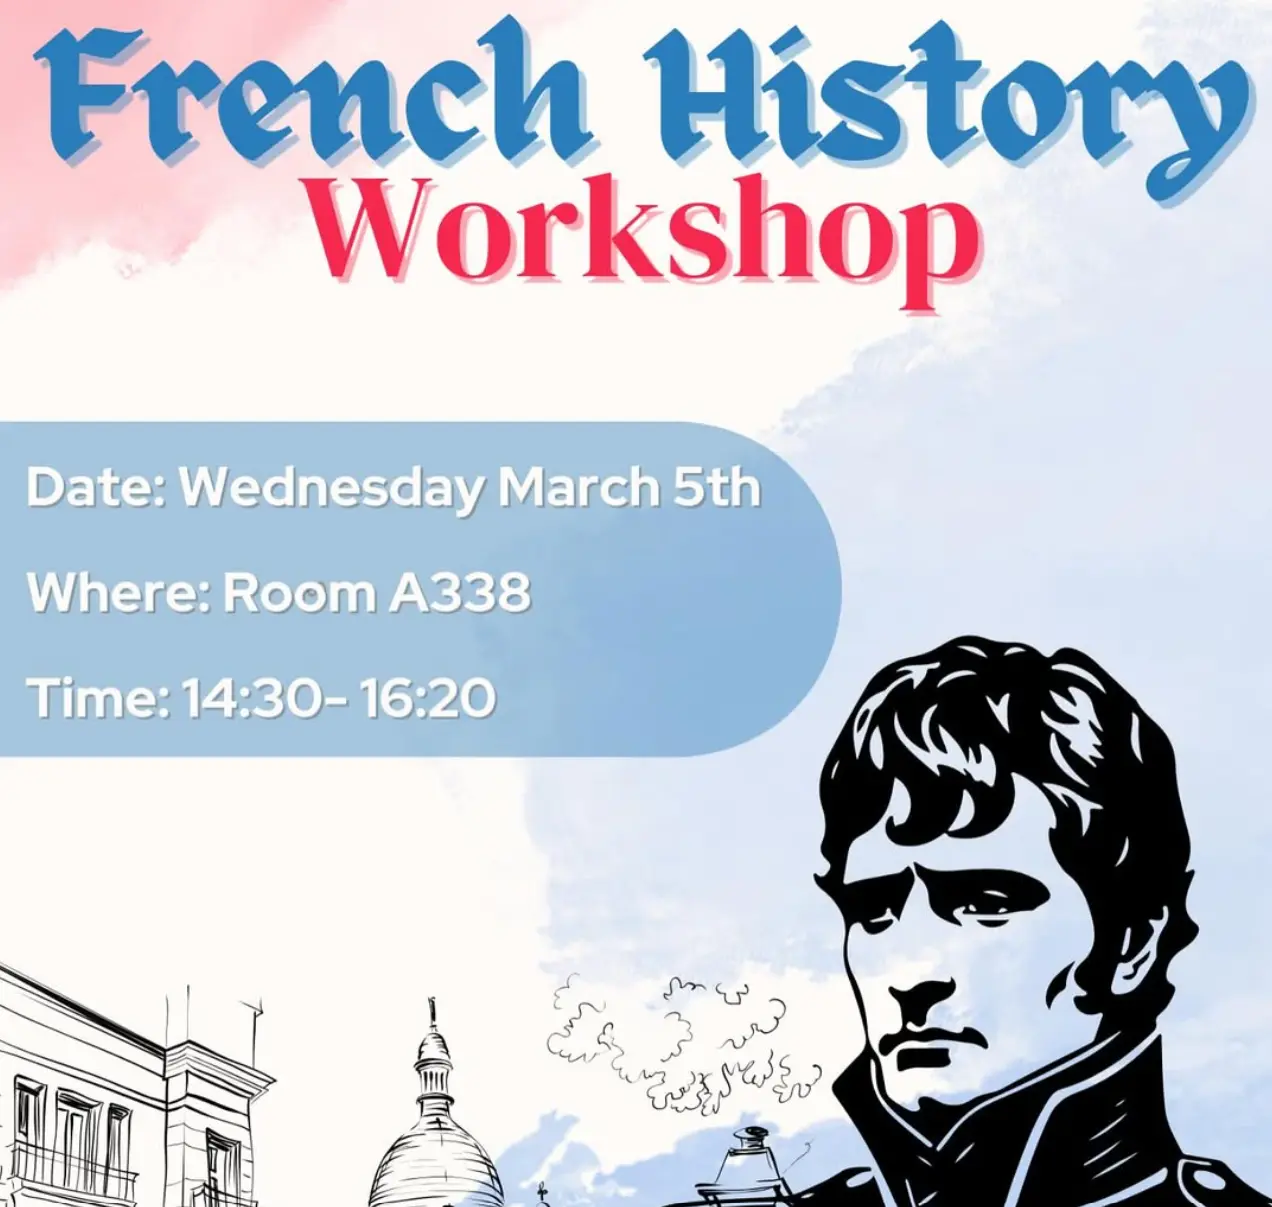 French History
Workshop
Date: Wednesday March 5th
Where: Room A338
Time: 14:30- 16:20